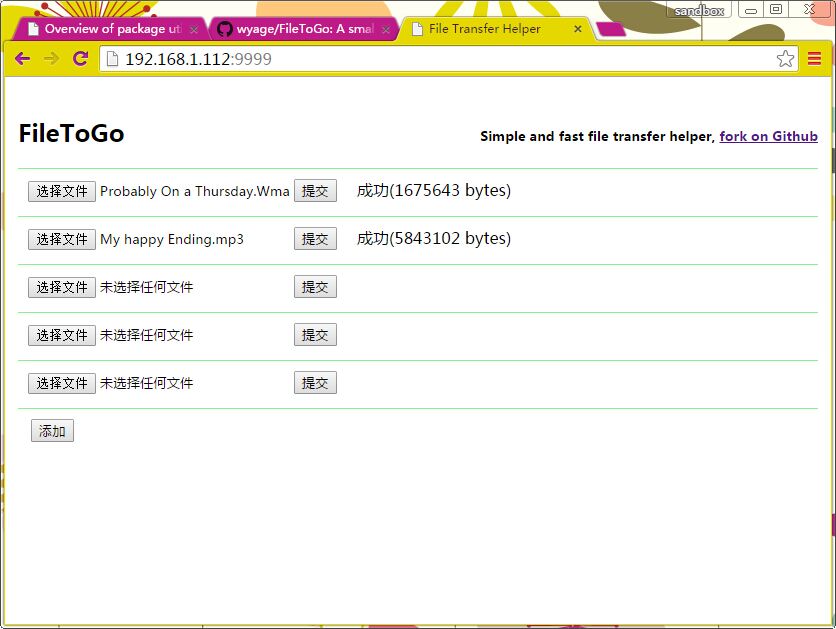 sandbox
Overview of package uti
wyage/FileToGo: A smal
File Transfer Helper
192.168.1.112:9999
FileToGo
Simple and fast file transfer helper, fork on Github
选择文件 Probably On a Thursday.Wma 提交 成功(1675643 bytes)
选择文件 My happy Ending.mp3 提交 成功(5843102 bytes)
选择文件 未选择任何文件 提交
选择文件 未选择任何文件 提交
选择文件 未选择任何文件 提交
添加